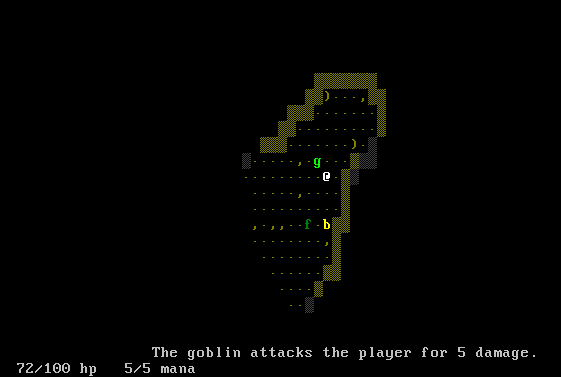 The goblin attacks the player for 5 damage.
72/100 hp 5/5 mana